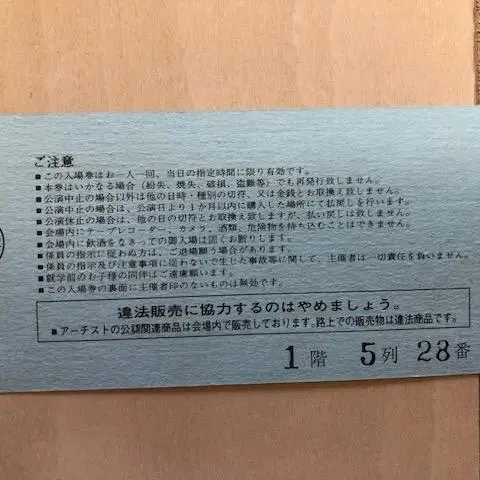 ご注意
■この入場券はお一人一回、当日の指定時間に限り有効です。
■本券はいかなる場合（紛失、焼失、破損、盗難等）でも再発行致しません。
■公演中止の場合以外は他の日時・種別の切符、又は金銭とお取換え致しません。
■公演中止の場合は、公演日より1か月以内に購入した場所にて払戻しを行います。
■公演休止の場合は、他の日の切符とお取換え致しますが、払い戻しは致しません。
■会場内にテープレコーダー、カメラ、酒類、危険物を持ち込むことはできません。
■会場内に飲酒をなさっての御入場は固くお断りします。
■係員の指示に従わぬ方は、ご退場願う場合があります。
■係員の指示及び注意事項に従わないで生じた事故等に関して、主催者は一切の責任を負いません。
■就学前のお子様の同伴はご遠慮願います。
■この入場券の裏面に主催者印のないものは無効です。
違法販売に協力するのはやめましょう。
■アーチストの公認関連商品は会場内で販売しております。路上での販売物は違法商品です。
1階 5列 23番